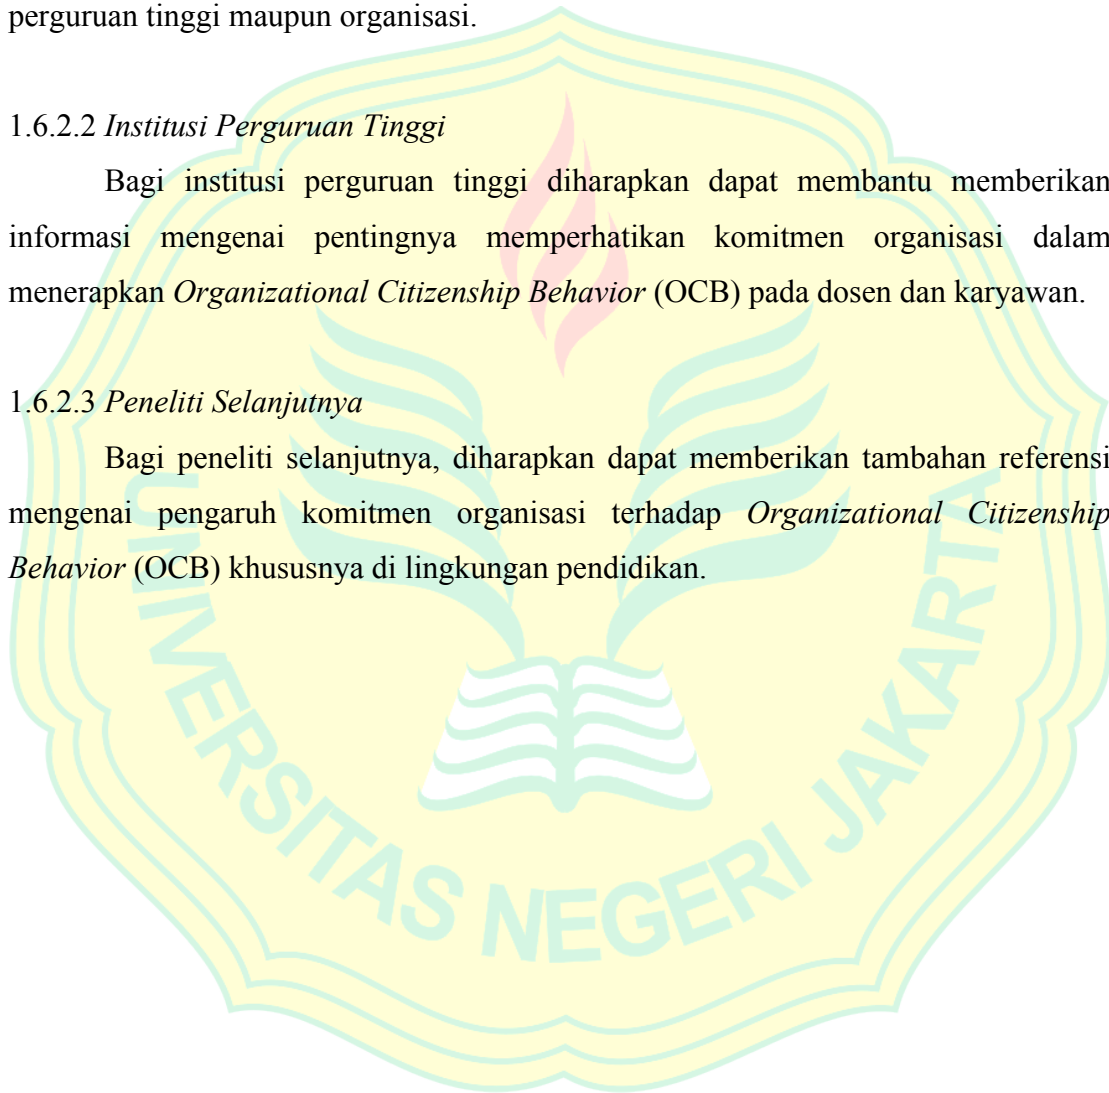 perguruan tinggi maupun organisasi.
1.6.2.2 Institusi Perguruan Tinggi
Bagi institusi perguruan tinggi diharapkan dapat membantu memberikan
informasi mengenai pentingnya memperhatikan komitmen organisasi dalam
menerapkan Organizational Citizenship Behavior (OCB) pada dosen dan karyawan.
1.6.2.3 Peneliti Selanjutnya
Bagi peneliti selanjutnya, diharapkan dapat memberikan tambahan referensi
mengenai pengaruh komitmen organisasi terhadap Organizational Citizenship
Behavior (OCB) khususnya di lingkungan pendidikan.
UNIVERSITAS NEGERI JAKARTA